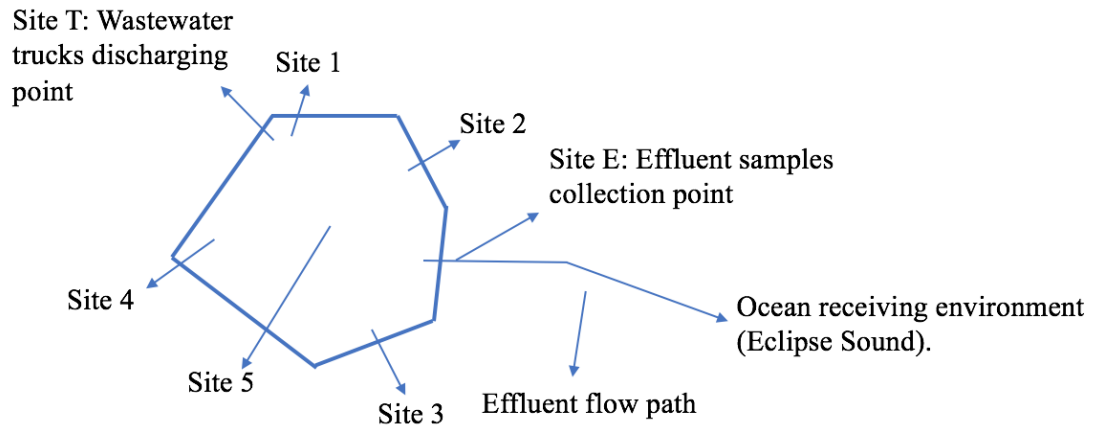 Site T: Wastewater
trucks discharging
point
Site 1
Site 2
Site E: Effluent samples
collection point
Site 4
Ocean receiving environment
(Eclipse Sound).
Site 5
Site 3
Effluent flow path